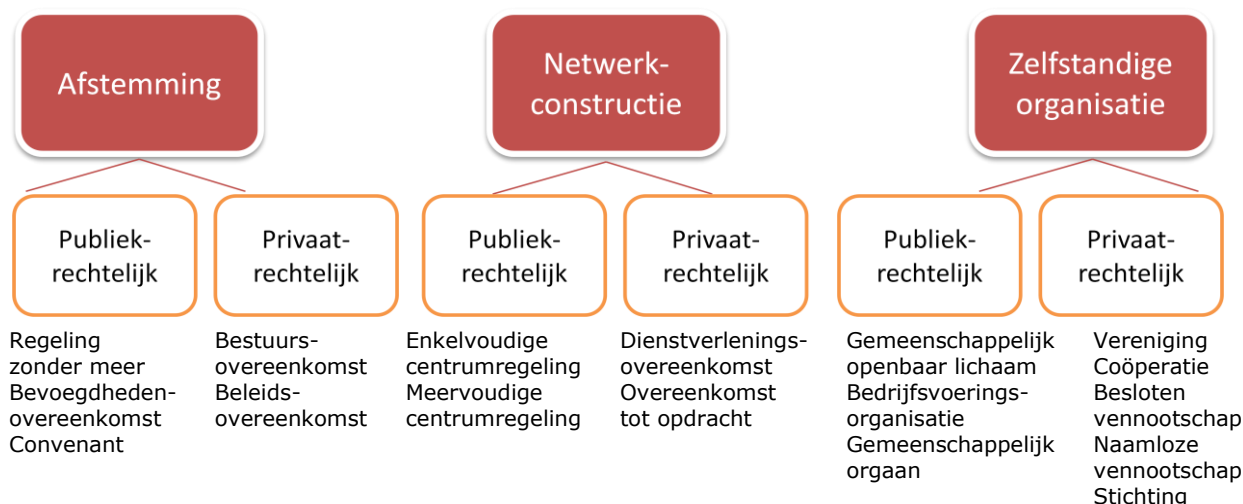 Afstemming
Netwerk-
constructie
Zelfstandige
organisatie
Publiek-
rechtelijk
Privaat-
rechtelijk
Publiek-
rechtelijk
Privaat-
rechtelijk
Publiek-
rechtelijk
Privaat-
rechtelijk
Regeling
zonder meer
Bevoegdheden-
overeenkomst
Convenant
Bestuurs-
overeenkomst
Beleids-
overeenkomst
Enkelvoudige
centrumregeling
Meervoudige
centrumregeling
Dienstverlenings-
overeenkomst
Overeenkomst
tot opdracht
Gemeenschappelijk
openbaar lichaam
Bedrijfsvoerings-
organisatie
Gemeenschappelijk
orgaan
Vereniging
Coöperatie
Besloten
vennootschap
Naamloze
vennootschap
Stichting